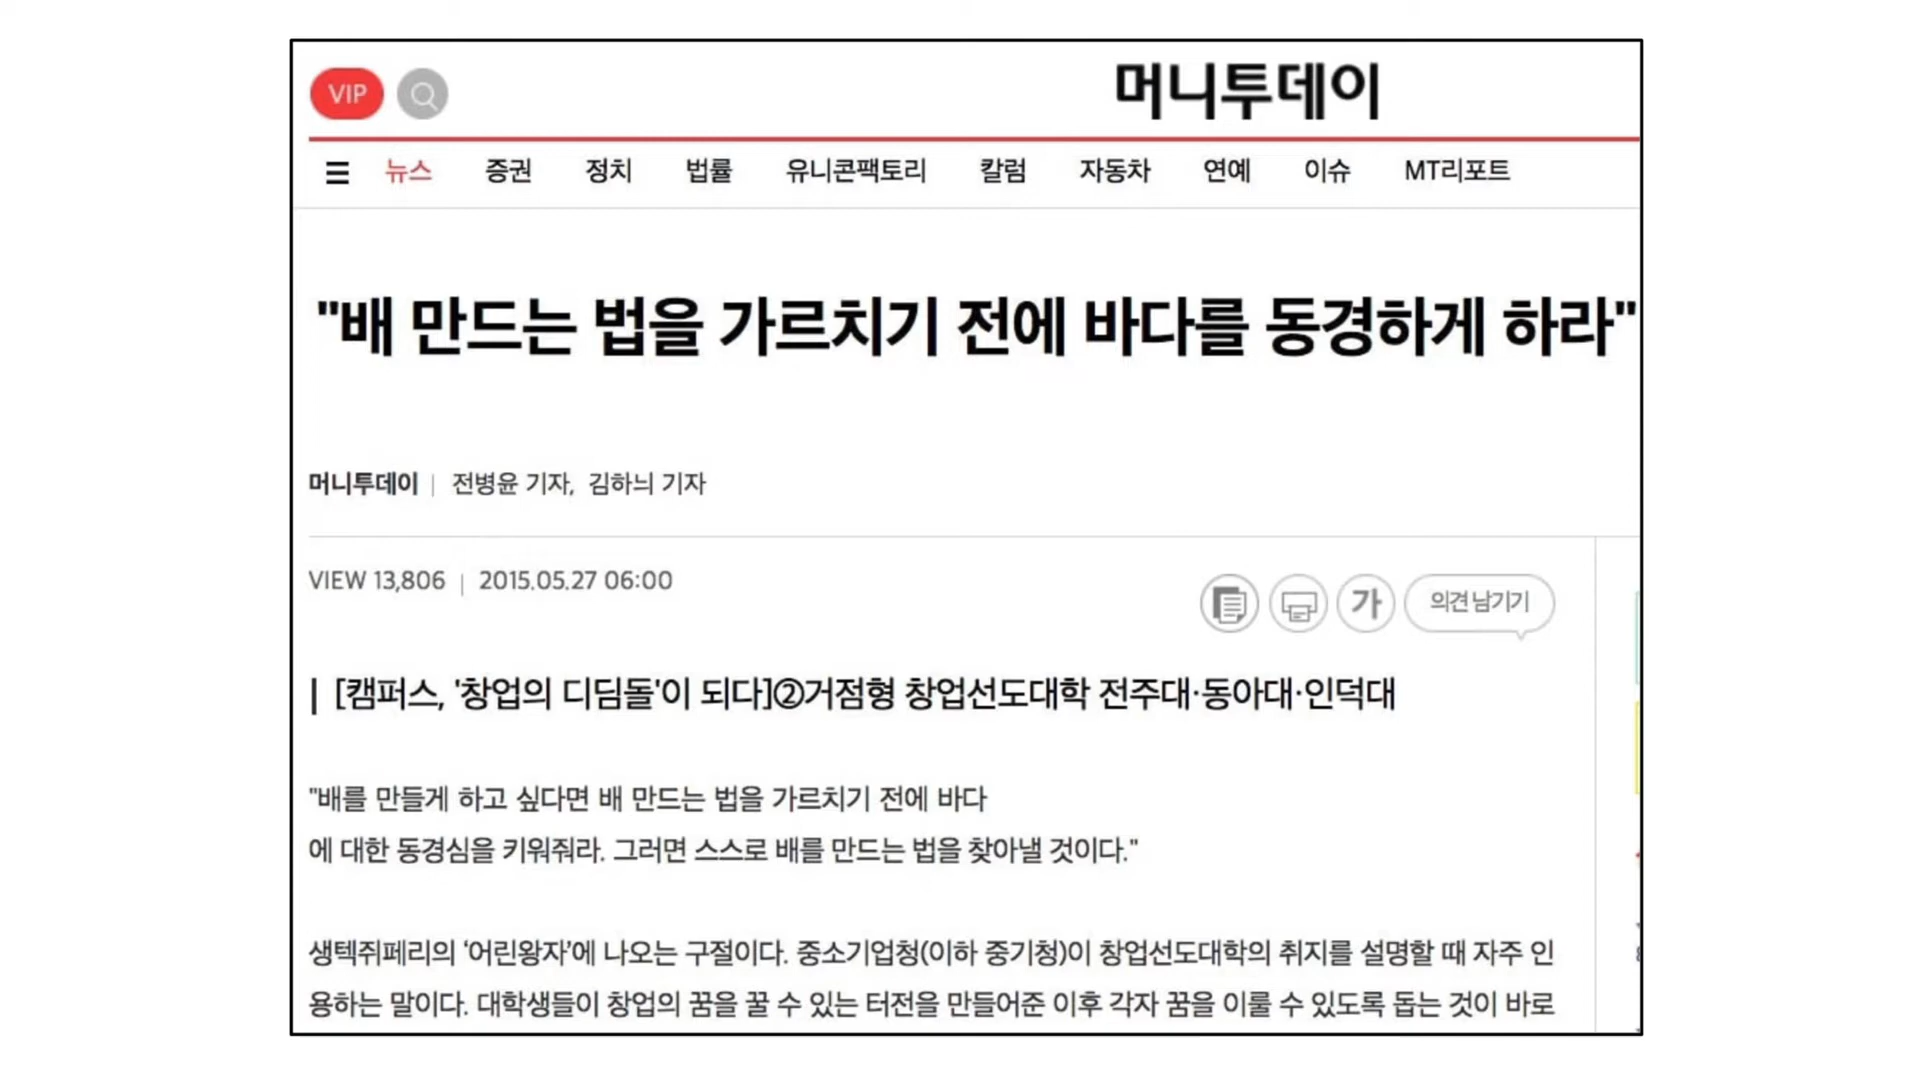 VIP
머니투데이
뉴스 증권 정치 법률 유니콘팩토리 칼럼 자동차 연예 이슈 MT리포트
"배 만드는 법을 가르치기 전에 바다를 동경하게 하라"
머니투데이 | 전병윤 기자, 김하늬 기자
VIEW 13,806 | 2015.05.27 06:00
가 의견 남기기
| [캠퍼스, '창업의 디딤돌'이 되다]②거점형 창업선도대학 전주대·동아대·인덕대
"배를 만들게 하고 싶다면 배 만드는 법을 가르치기 전에 바다
에 대한 동경심을 키워줘라. 그러면 스스로 배를 만드는 법을 찾아낼 것이다."
생텍쥐페리의 ‘어린왕자’에 나오는 구절이다. 중소기업청(이하 중기청)이 창업선도대학의 취지를 설명할 때 자주 인
용하는 말이다. 대학생들이 창업의 꿈을 꿀 수 있는 터전을 만들어준 이후 각자 꿈을 이룰 수 있도록 돕는 것이 바로